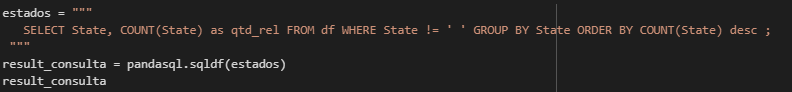 estados = """
SELECT State, COUNT(State) as qtd_rel FROM df WHERE State != ' ' GROUP BY State ORDER BY COUNT(State) desc ;
"""
result_consulta = pandasql.sqldf(estados)
result_consulta